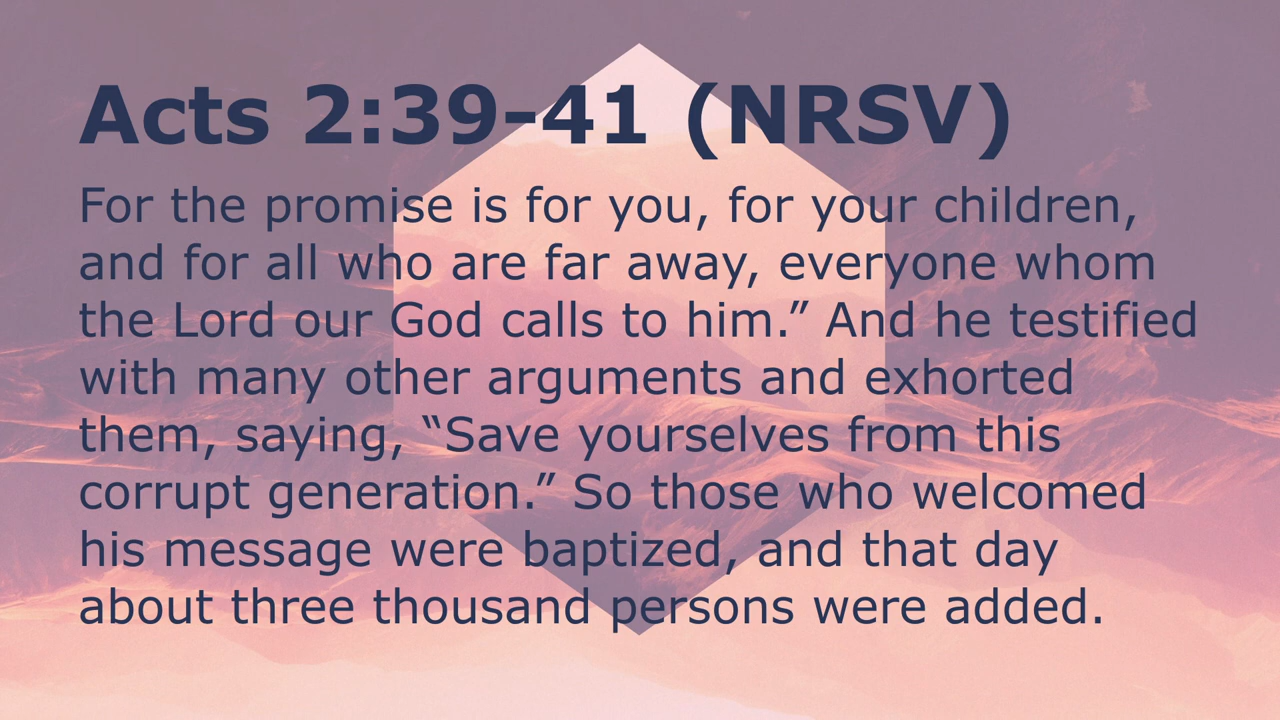 Acts 2:39-41 (NRSV)
For the promise is for you, for your children,
and for all who are far away, everyone whom
the Lord our God calls to him.” And he testified
with many other arguments and exhorted
them, saying, “Save yourselves from this
corrupt generation.” So those who welcomed
his message were baptized, and that day
about three thousand persons were added.